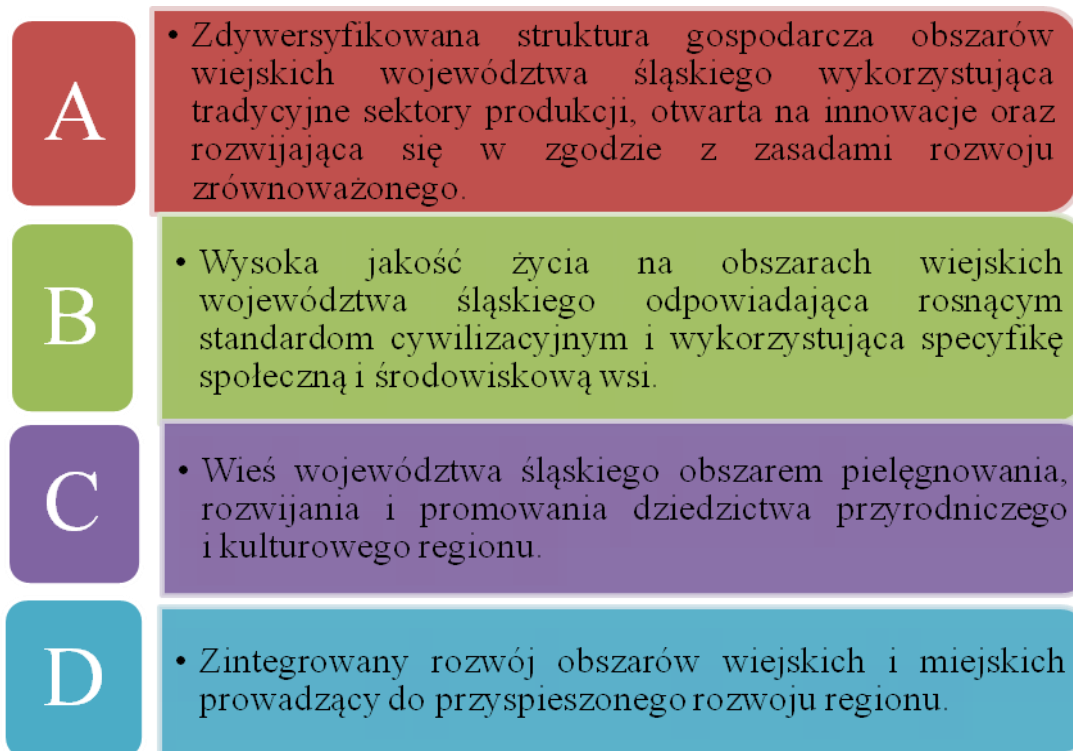 A
• Zdywersyfikowana struktura gospodarcza obszarów
wiejskich województwa śląskiego wykorzystująca
tradycyjne sektory produkcji, otwarta na innowacje oraz
rozwijająca się w zgodzie z zasadami rozwoju
zrównoważonego.
B
• Wysoka jakość życia na obszarach wiejskich
województwa śląskiego odpowiadająca rosnącym
standardom cywilizacyjnym i wykorzystująca specyfikę
społeczną i środowiskową wsi.
C
• Wieś województwa śląskiego obszarem pielęgnowania,
rozwijania i promowania dziedzictwa przyrodniczego
i kulturowego regionu.
D
• Zintegrowany rozwój obszarów wiejskich i miejskich
prowadzący do przyspieszonego rozwoju regionu.